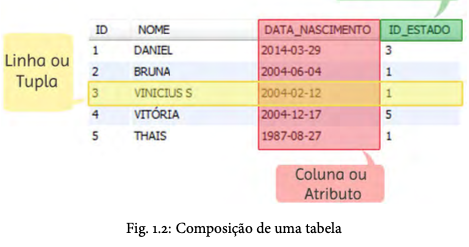 ID NOME DATA_NASCIMENTO ID_ESTADO
1 DANIEL 2014-03-29 3
2 BRUNA 2004-06-04 1
3 VINICIUS S 2004-02-12 1
4 VITÓRIA 2004-12-17 5
5 THAIS 1987-08-27 1
Linha ou
Tupla
Coluna ou
Atributo
Fig. 1.2: Composição de uma tabela